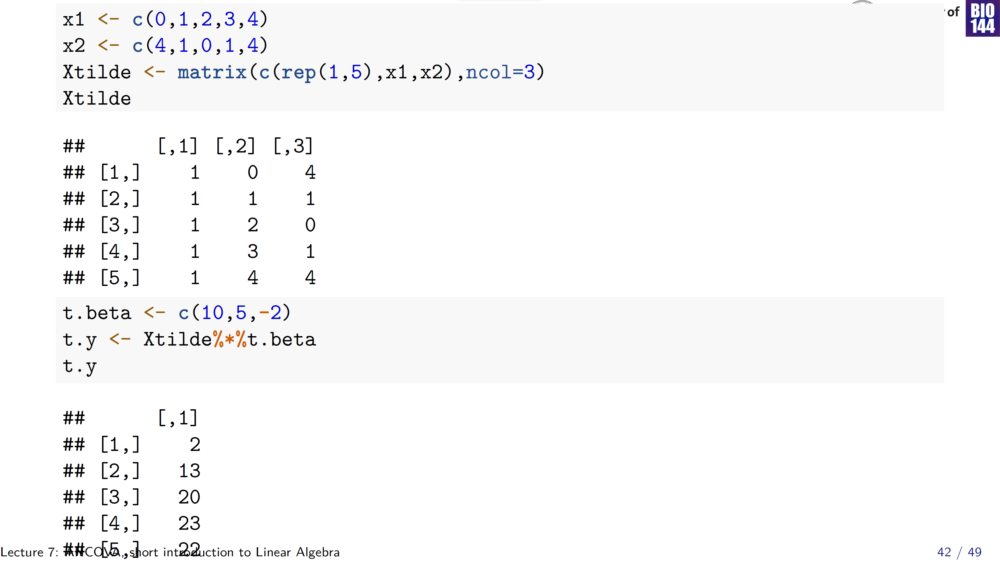 of
BIO
144
x1 <- c(0,1,2,3,4)
x2 <- c(4,1,0,1,4)
Xtilde <- matrix(c(rep(1,5),x1,x2),ncol=3)
Xtilde
##      [,1] [,2] [,3]
## [1,]    1    0    4
## [2,]    1    1    1
## [3,]    1    2    0
## [4,]    1    3    1
## [5,]    1    4    4
t.beta <- c(10,5,-2)
t.y <- Xtilde%*%t.beta
t.y
##      [,1]
## [1,]    2
## [2,]   13
## [3,]   20
## [4,]   23
## [5,]   22
Lecture 7: ANCOVA, short introduction to Linear Algebra
42 / 49